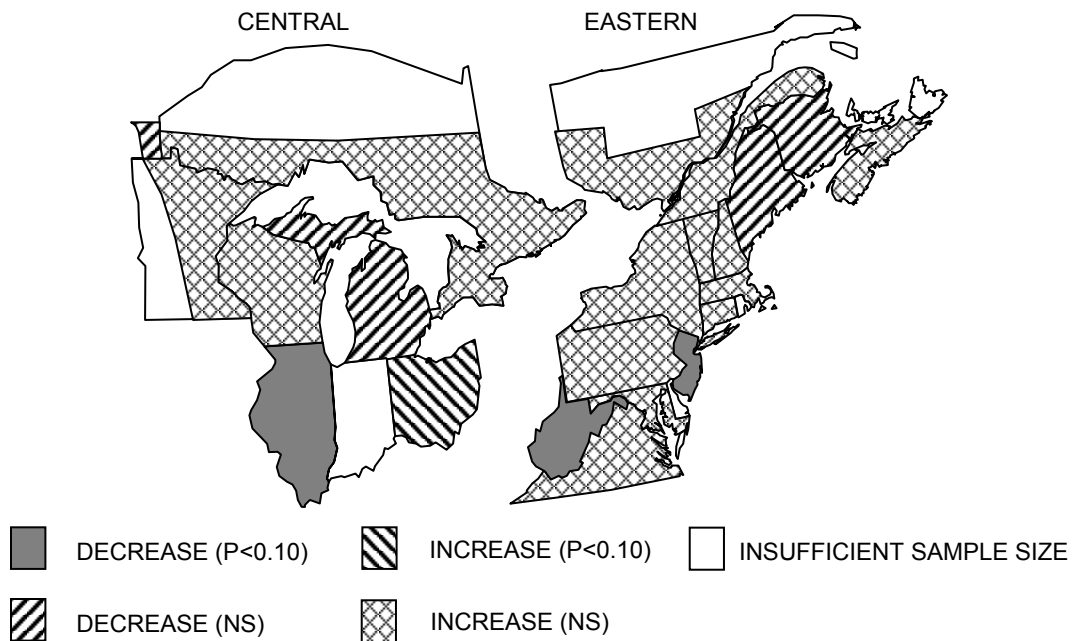 CENTRAL
EASTERN
DECREASE (P<0.10)
INCREASE (P<0.10)
INSUFFICIENT SAMPLE SIZE
DECREASE (NS)
INCREASE (NS)